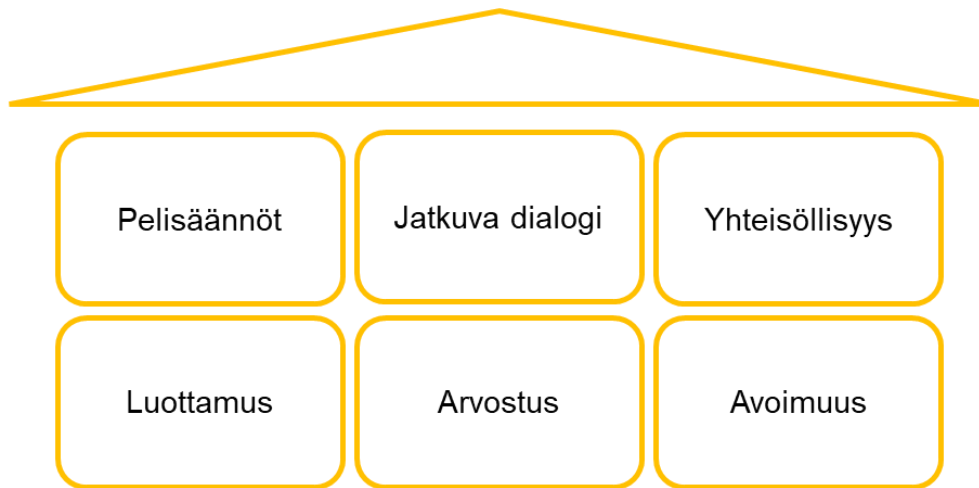 Pelisäännöt
Jatkuva dialogi
Yhteisöllisyys
Luottamus
Arvostus
Avoimuus